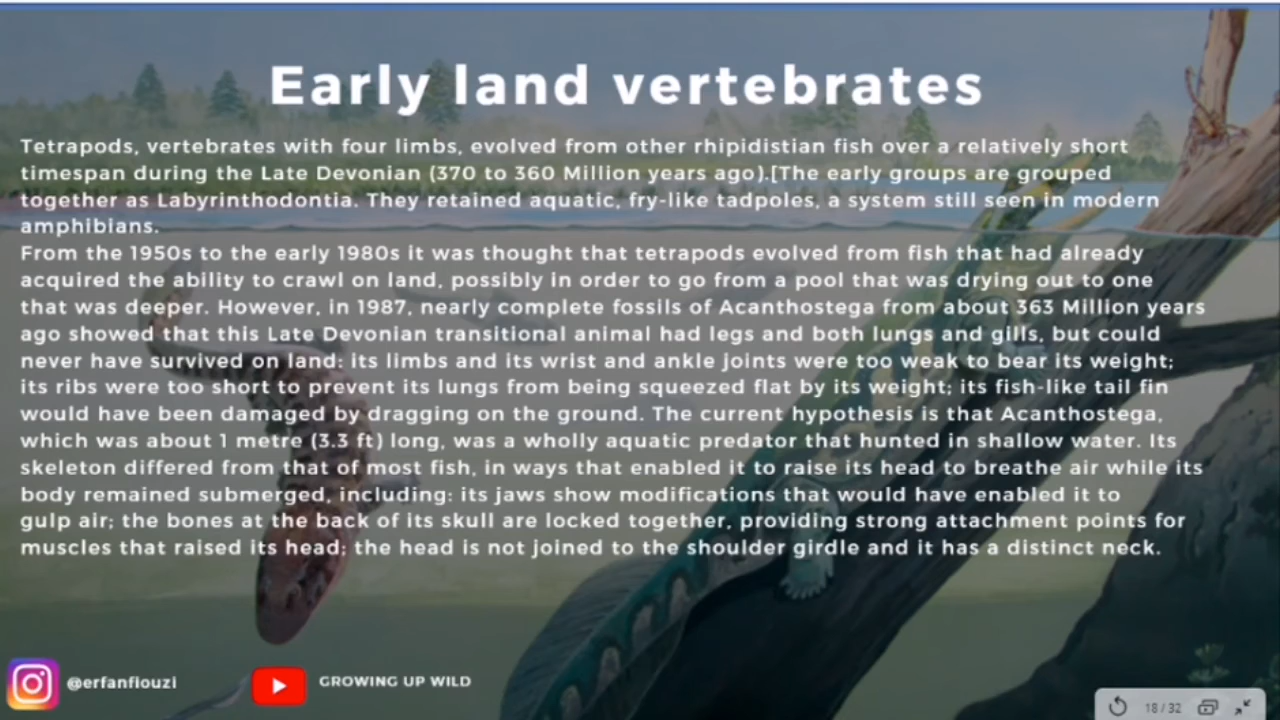 Early land vertebrates
Tetrapods, vertebrates with four limbs, evolved from other rhipidistian fish over a relatively short
timespan during the Late Devonian (370 to 360 Million years ago).[The early groups are grouped
together as Labyrinthodontia. They retained aquatic, fry-like tadpoles, a system still seen in modern
amphibians.
From the 1950s to the early 1980s it was thought that tetrapods evolved from fish that had already
acquired the ability to crawl on land, possibly in order to go from a pool that was drying out to one
that was deeper. However, in 1987, nearly complete fossils of Acanthostega from about 363 Million years
ago showed that this Late Devonian transitional animal had legs and both lungs and gills, but could
never have survived on land: its limbs and its wrist and ankle joints were too weak to bear its weight;
its ribs were too short to prevent its lungs from being squeezed flat by its weight; its fish-like tail fin
would have been damaged by dragging on the ground. The current hypothesis is that Acanthostega,
which was about 1 metre (3.3 ft) long, was a wholly aquatic predator that hunted in shallow water. Its
skeleton differed from that of most fish, in ways that enabled it to raise its head to breathe air while its
body remained submerged, including: its jaws show modifications that would have enabled it to
gulp air; the bones at the back of its skull are locked together, providing strong attachment points for
muscles that raised its head; the head is not joined to the shoulder girdle and it has a distinct neck.
@erfanfiouzi
GROWING UP WILD
18 / 32